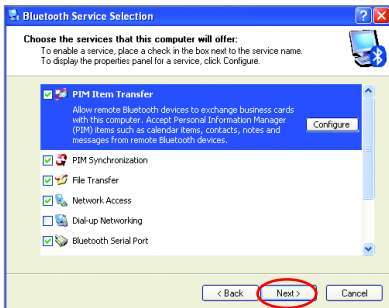 Bluetooth Service Selection
Choose the services that this computer will offer:
To enable a service, place a check in the box next to the service name.
To display the properties panel for a service, click Configure.
PIM Item Transfer
Allow remote Bluetooth devices to exchange business cards
with this computer. Accept Personal Information Manager
(PIM) items such as calendar items, contacts, notes and
messages from remote Bluetooth devices.
Configure
PIM Synchronization
File Transfer
Network Access
Dial-up Networking
Bluetooth Serial Port
< Back Next > Cancel